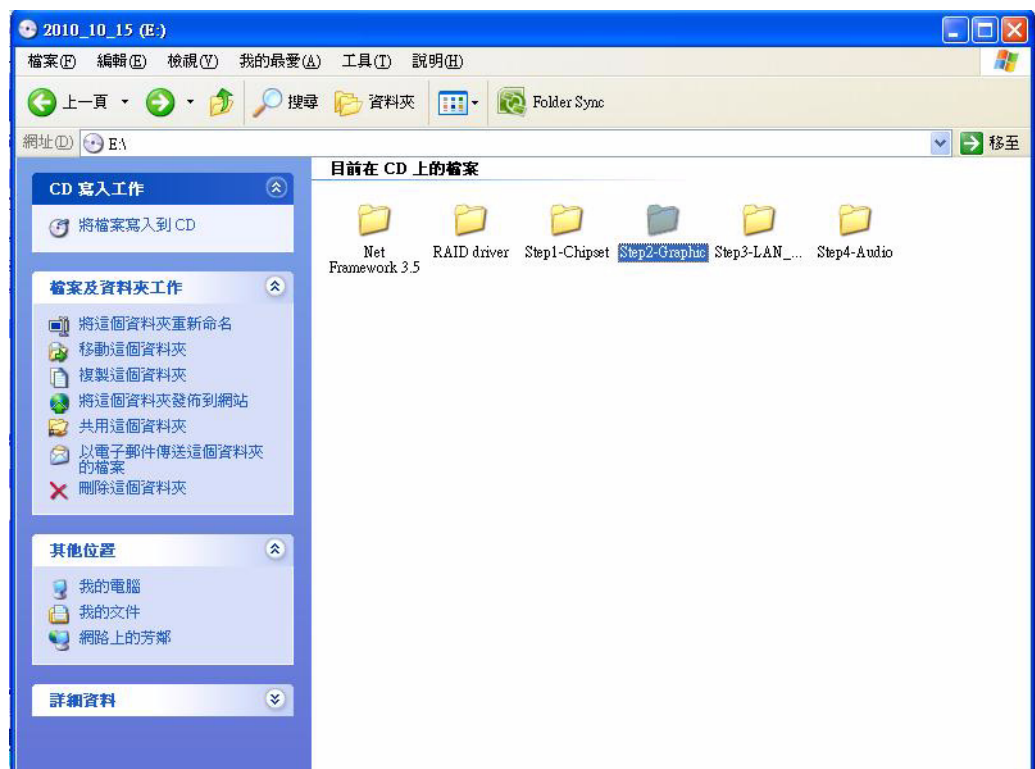 2010_10_15 (E:)
檔案(F) 編輯(E) 檢視(V) 我的最愛(A) 工具(T) 說明(H)
上一頁 搜尋 資料夾 Folder Sync
網址(D) E:\ 移至
CD 寫入工作
將檔案寫入到 CD
檔案及資料夾工作
將這個資料夾重新命名
移動這個資料夾
複製這個資料夾
將這個資料夾發佈到網站
共用這個資料夾
以電子郵件傳送這個資料夾
的檔案
刪除這個資料夾
其他位置
我的電腦
我的文件
網路上的芳鄰
詳細資料
目前在 CD 上的檔案
Net RAID driver Step1-Chipset Step2-Graphic Step3-LAN_... Step4-Audio
Framework 3.5